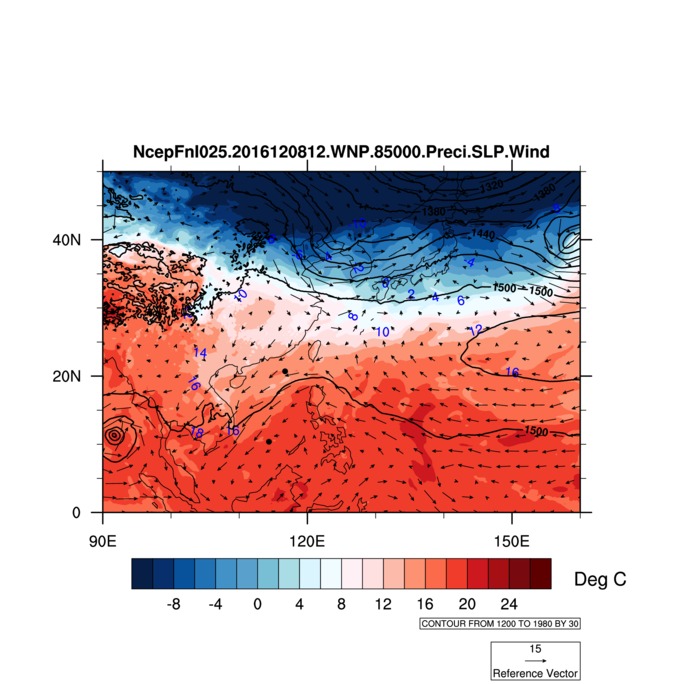 NcepFnl025.2016120812.WNP.85000.Preci.SLP.Wind
1320
1380
1380
1440
40N
-4
1500
1500
2
4
6
10
8
10
12
14
16
16
20N
18
16
1500
0
90E
120E
150E
-8 -4 0 4 8 12 16 20 24
Deg C
CONTOUR FROM 1200 TO 1980 BY 30
15
Reference Vector